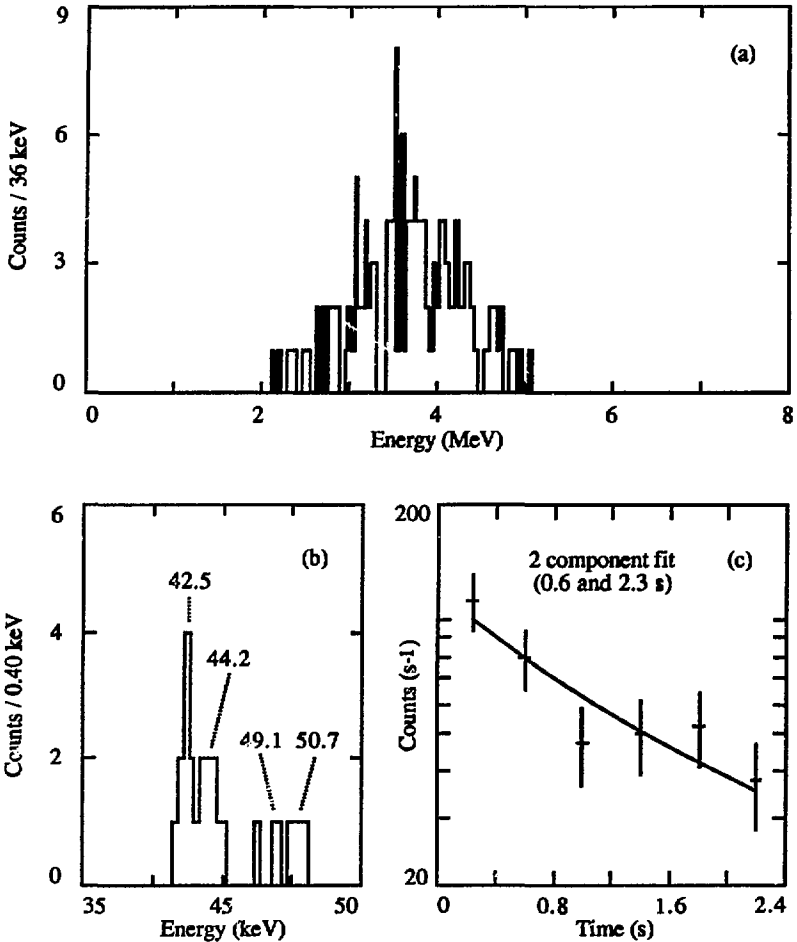 9
6
3
0
Counts / 36 keV
(a)
0 2 4 6 8
Energy (MeV)
6
4
2
0
Counts / 0.40 keV
(b)
42.5
44.2
49.1 50.7
35 45 50
Energy (keV)
200
20
Counts (s-1)
2 component fit
(0.6 and 2.3 s)
(c)
0 0.8 1.6 2.4
Time (s)